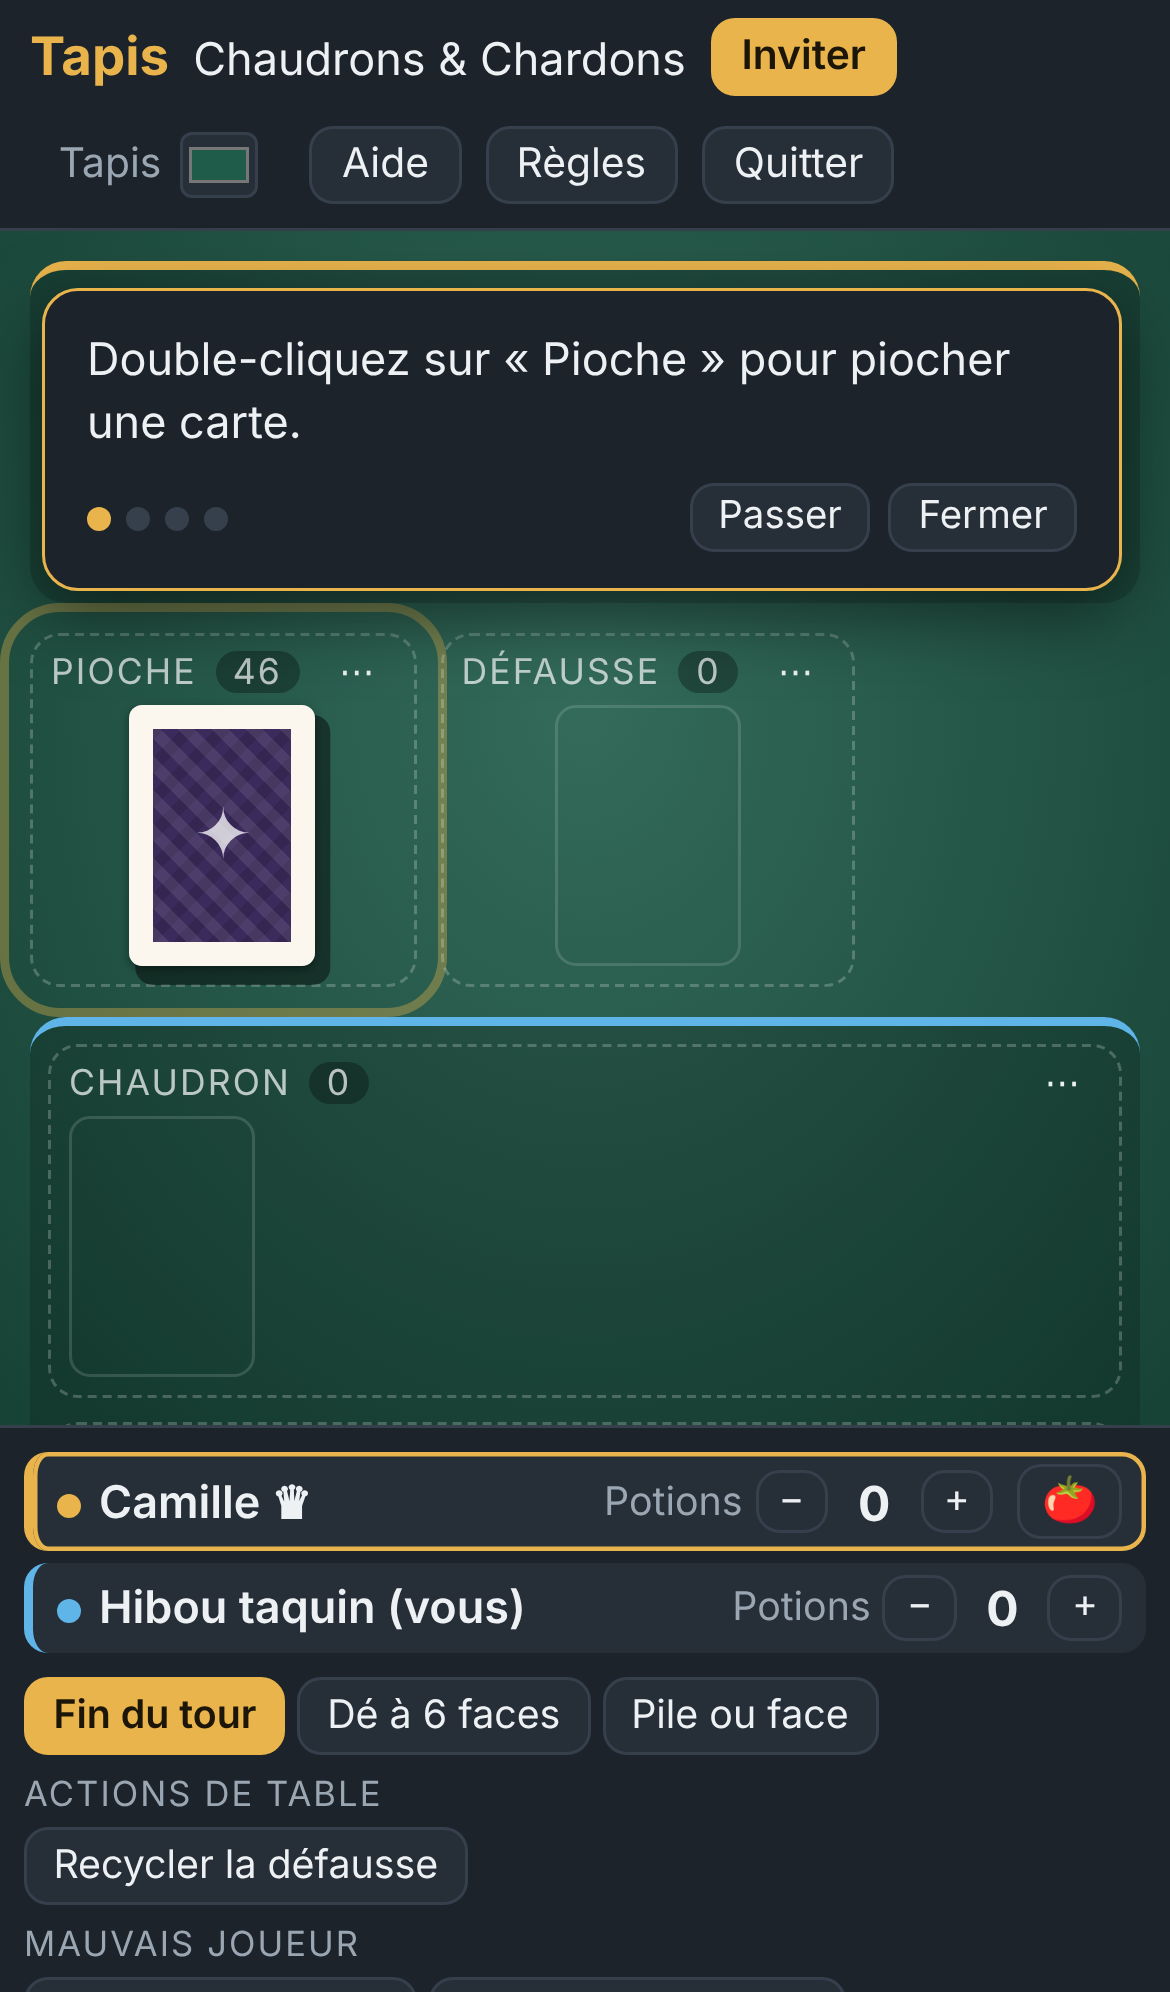 Tapis Chaudrons & Chardons Inviter
Tapis Aide Règles Quitter
Double-cliquez sur « Pioche » pour piocher
une carte.
Passer Fermer
PIOCHE 46 ... DÉFAUSSE 0 ...
CHAUDRON 0 ...
Camille Potions − 0 +
Hibou taquin (vous) Potions − 0 +
Fin du tour Dé à 6 faces Pile ou face
ACTIONS DE TABLE
Recycler la défausse
MAUVAIS JOUEUR